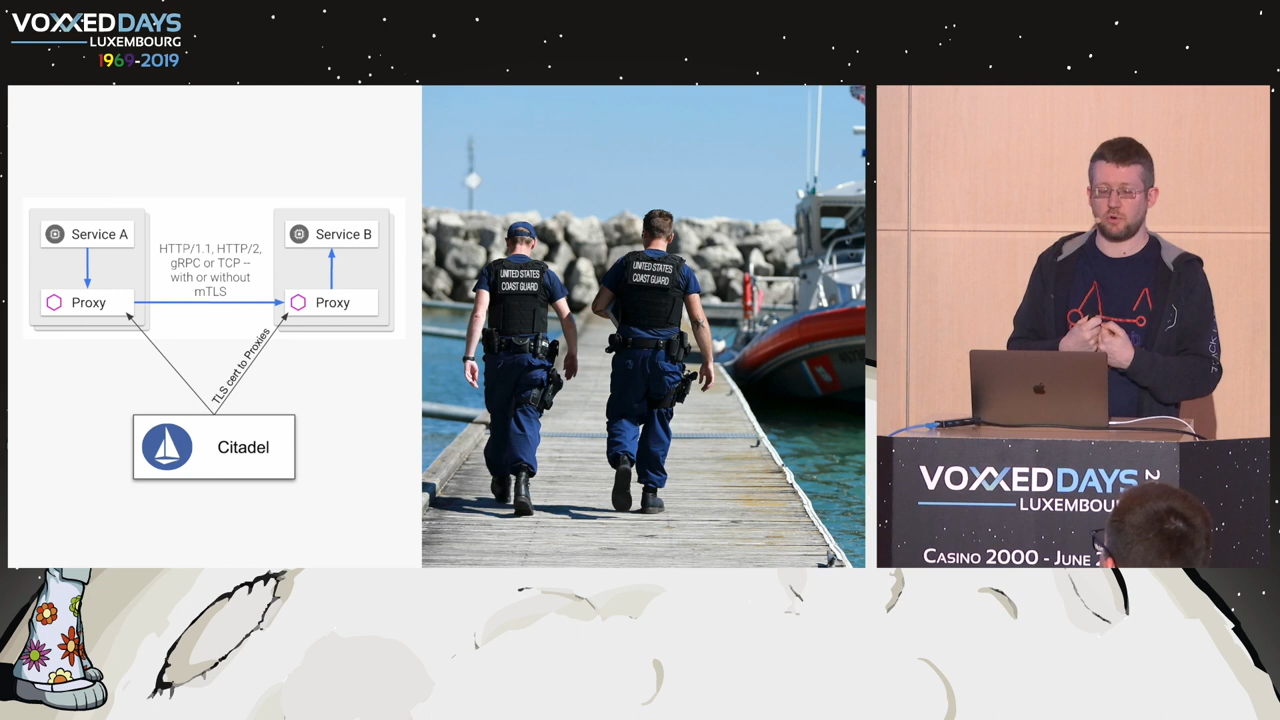 VOXXED DAYS
LUXEMBOURG
1969-2019
Service A
Proxy
HTTP/1.1, HTTP/2,
gRPC or TCP --
with or without
mTLS
Service B
Proxy
TLS cert to Proxies
Citadel
UNITED STATES
COAST GUARD
UNITED STATES
COAST GUARD
VOXXED DAYS
LUXEMBOU
CASINO 2000 - JUNE